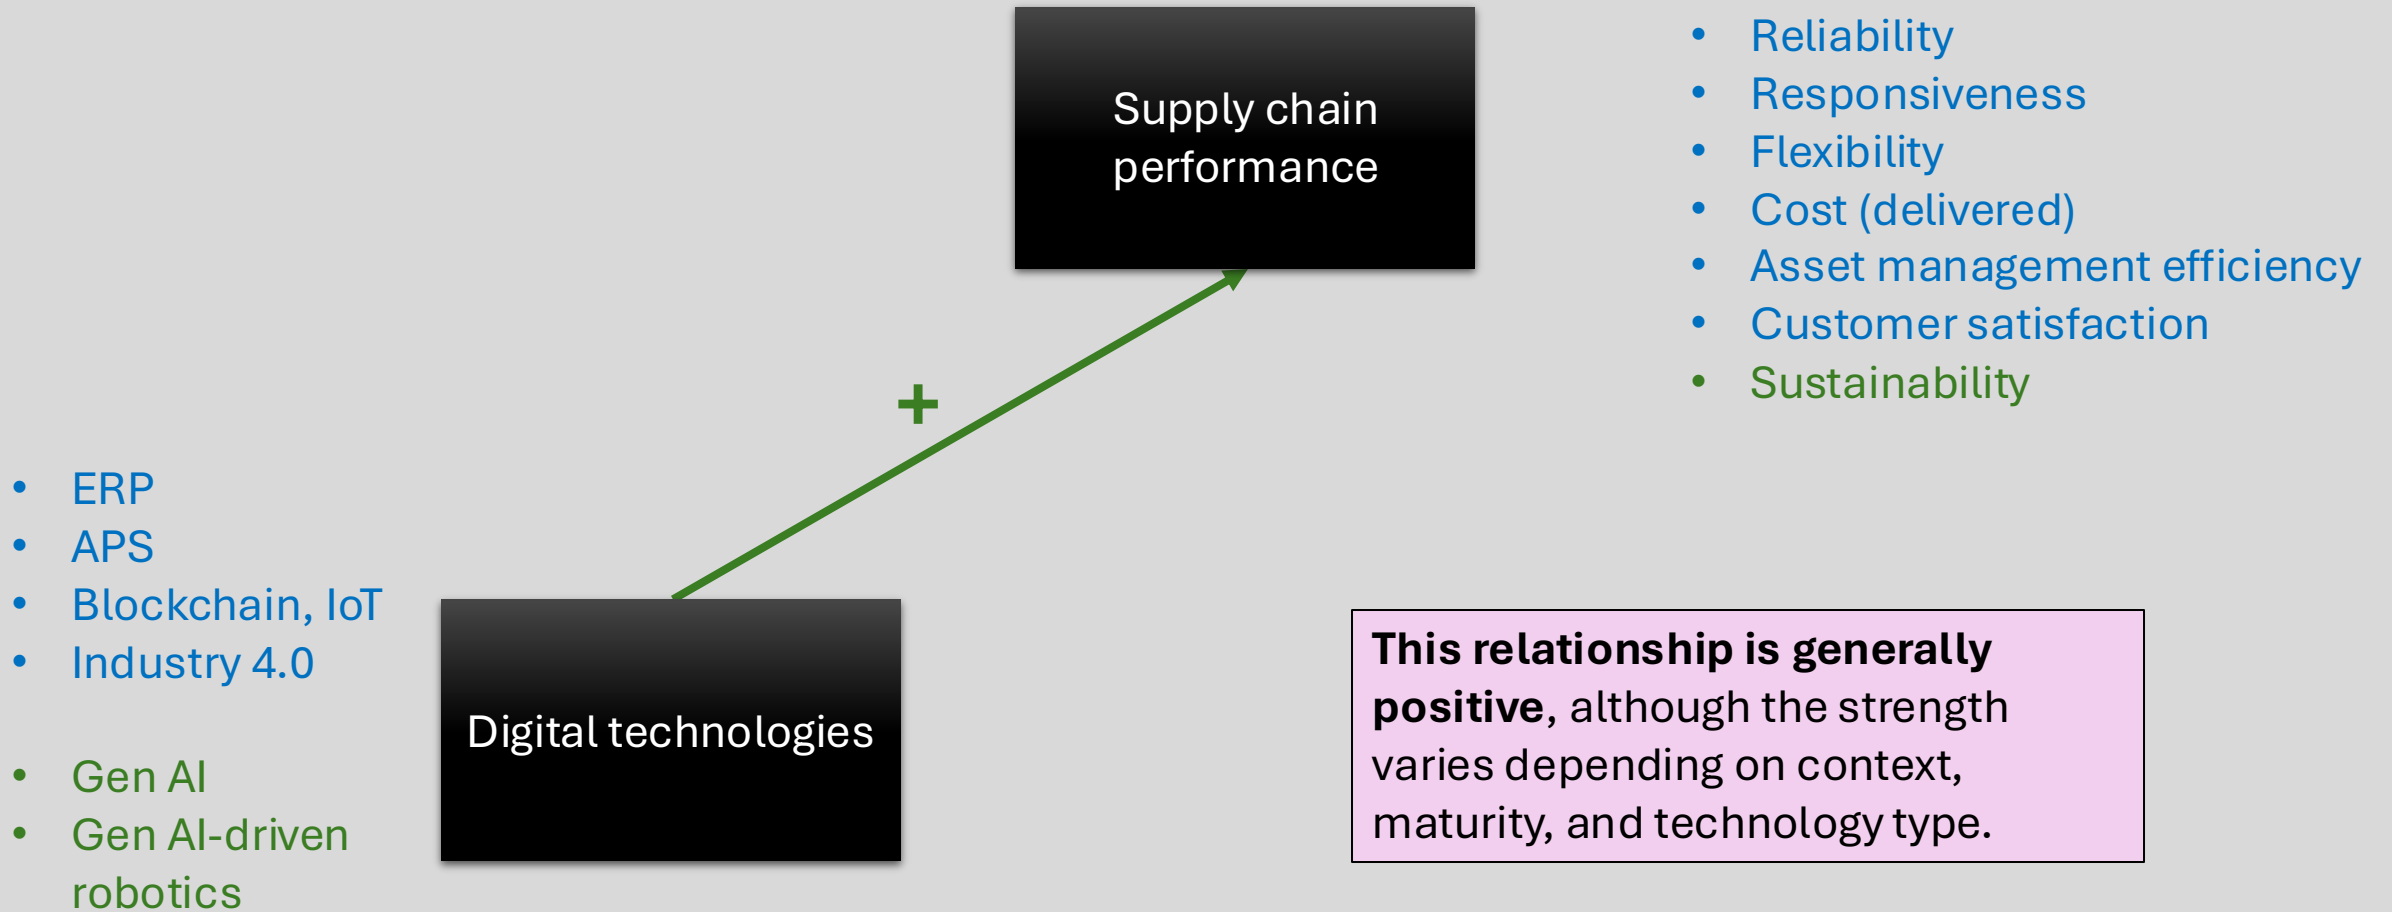 Supply chain
performance
• Reliability
• Responsiveness
• Flexibility
• Cost (delivered)
• Asset management efficiency
• Customer satisfaction
• Sustainability
+
• ERP
• APS
• Blockchain, IoT
• Industry 4.0
• Gen AI
• Gen AI-driven
robotics
Digital technologies
This relationship is generally
positive, although the strength
varies depending on context,
maturity, and technology type.